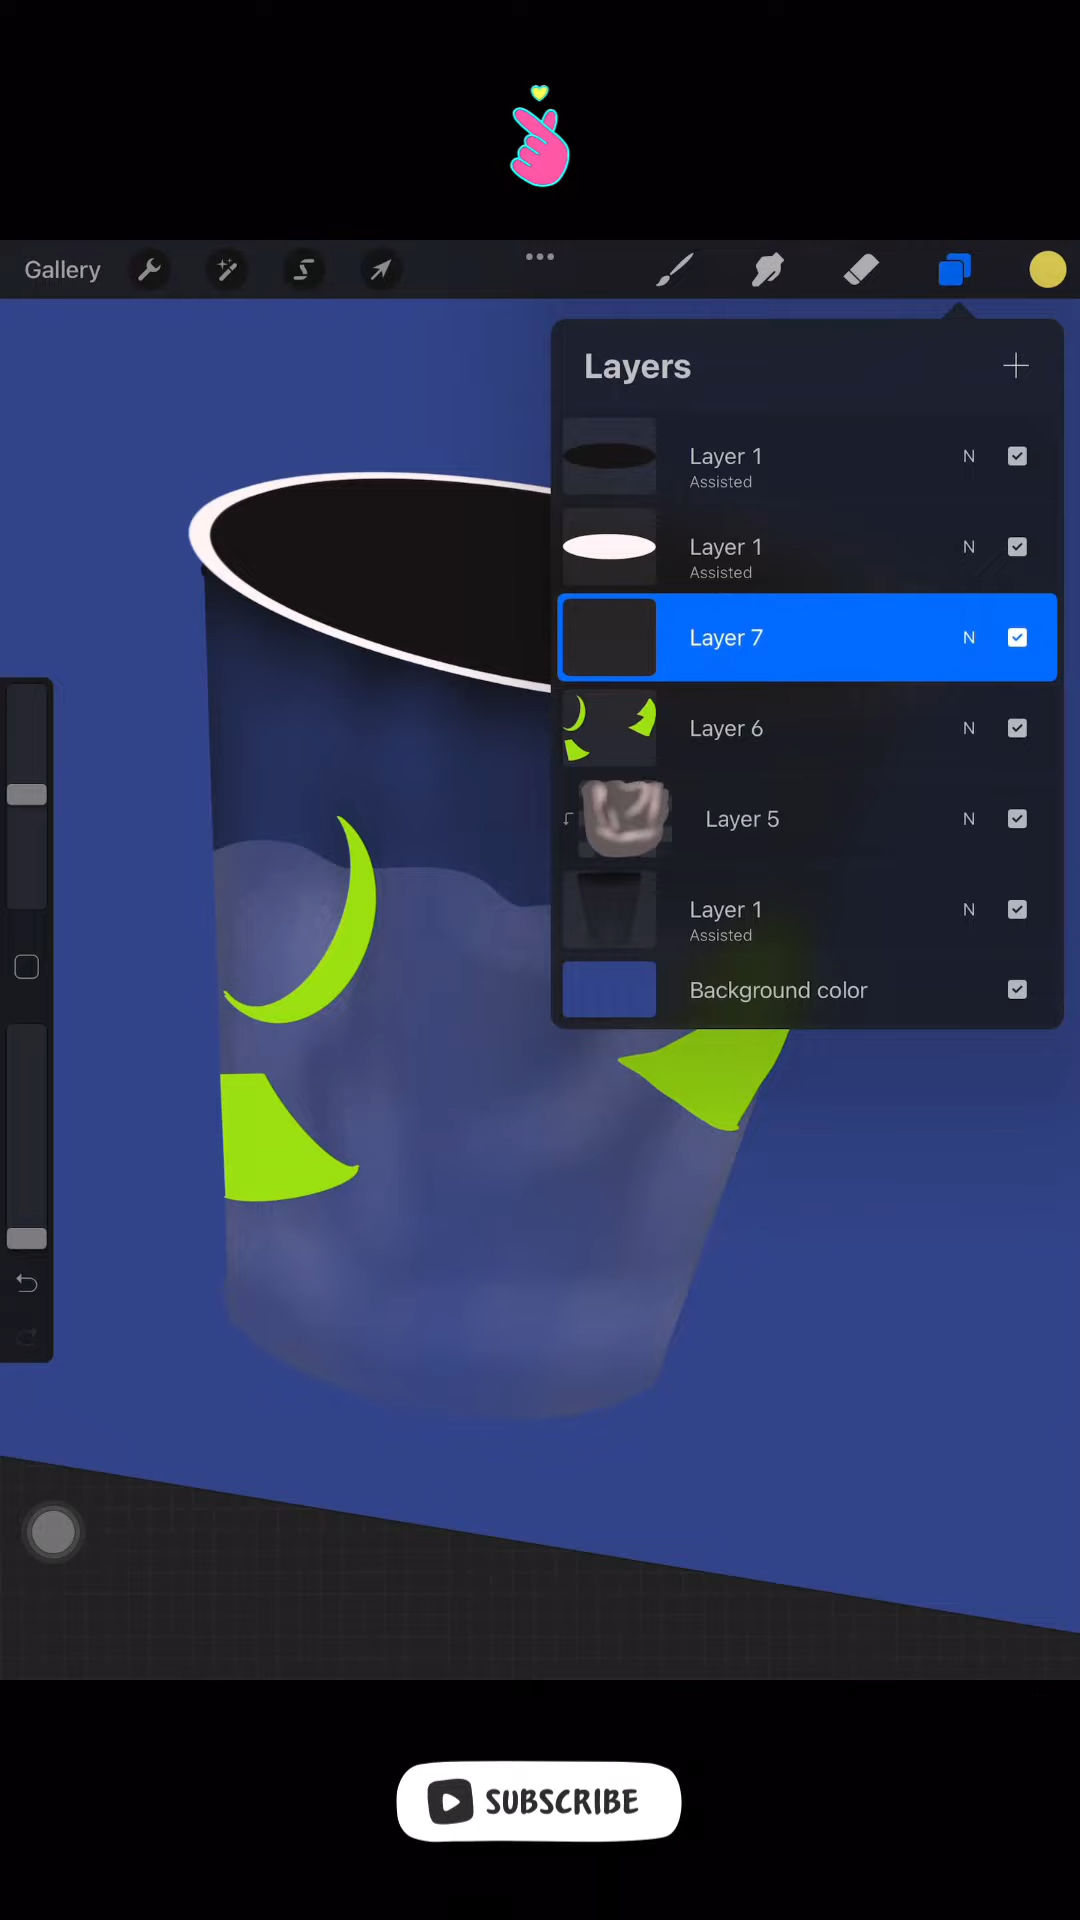 Gallery
Layers
Layer 1 N
Assisted
Layer 1 N
Assisted
Layer 7 N
Layer 6 N
Layer 5 N
Layer 1 N
Assisted
Background color
SUBSCRIBE